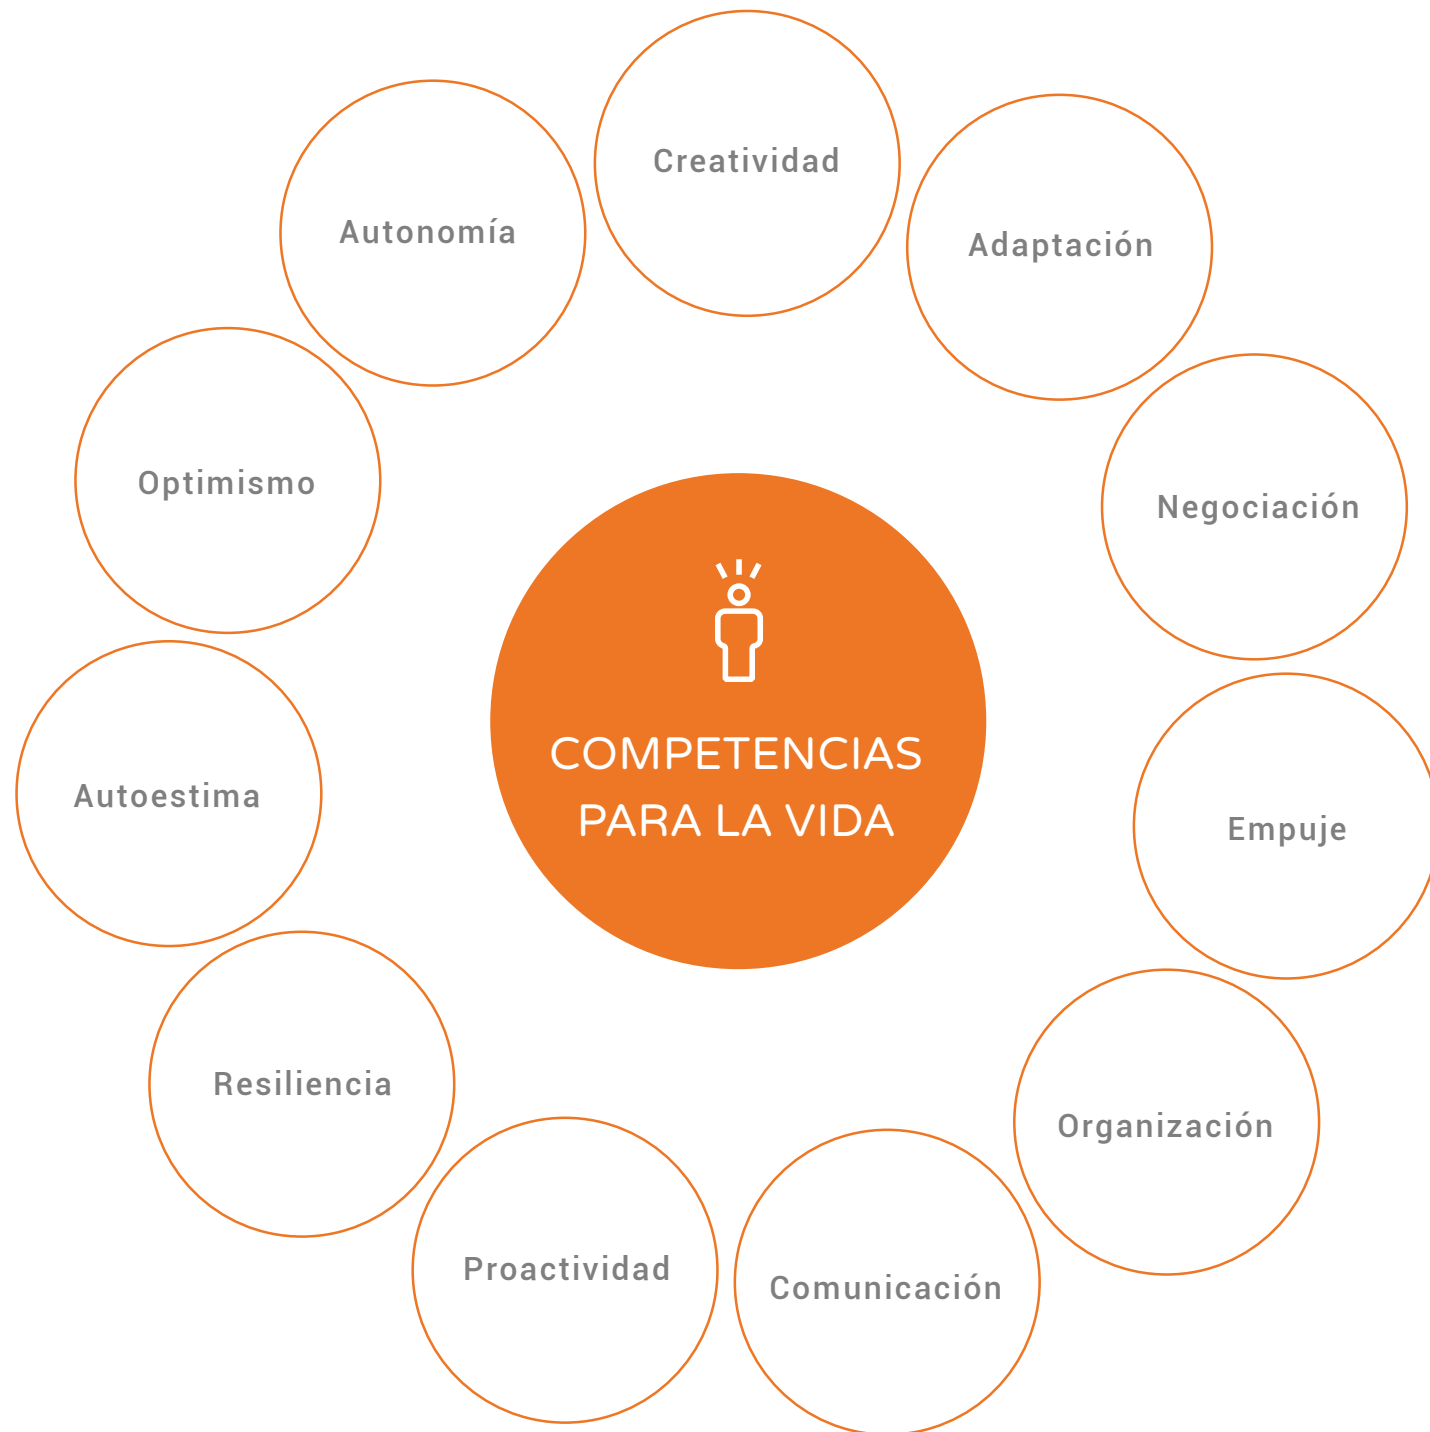 Creatividad
Autonomía
Adaptación
Optimismo
Negociación
COMPETENCIAS
PARA LA VIDA
Autoestima
Empuje
Resiliencia
Organización
Proactividad
Comunicación